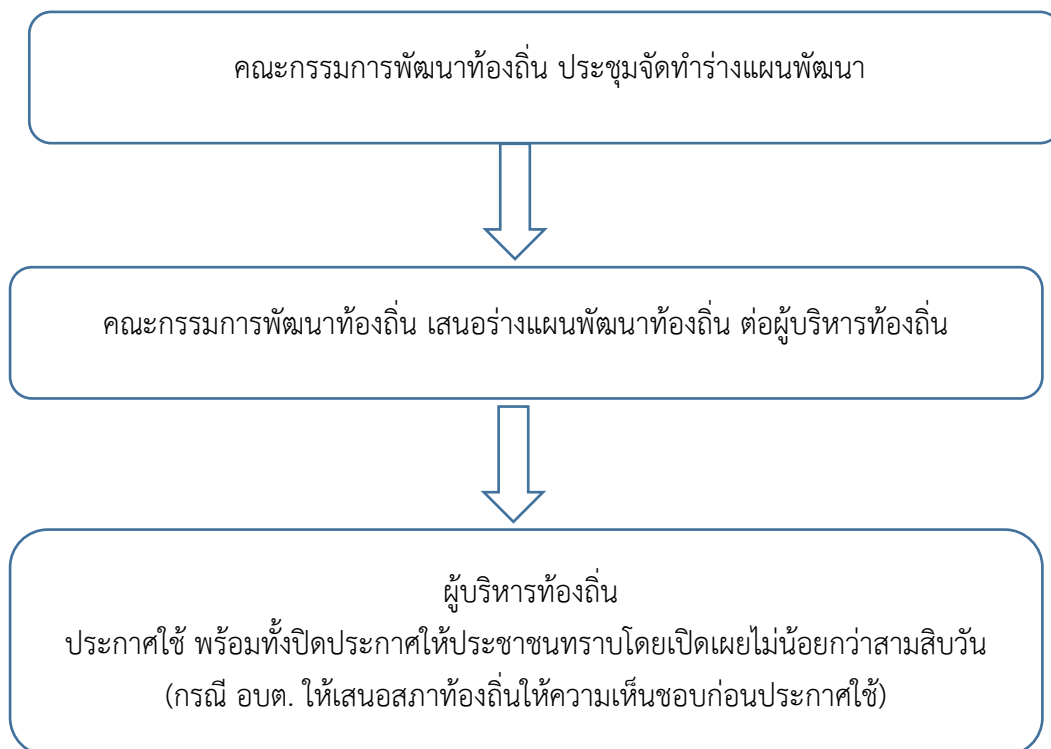 คณะกรรมการพัฒนาท้องถิ่น ประชุมจัดทำร่างแผนพัฒนา
คณะกรรมการพัฒนาท้องถิ่น เสนอร่างแผนพัฒนาท้องถิ่น ต่อผู้บริหารท้องถิ่น
ผู้บริหารท้องถิ่น
ประกาศใช้ พร้อมทั้งปิดประกาศให้ประชาชนทราบโดยเปิดเผยไม่น้อยกว่าสามสิบวัน
(กรณี อบต. ให้เสนอสภาท้องถิ่นให้ความเห็นชอบก่อนประกาศใช้)